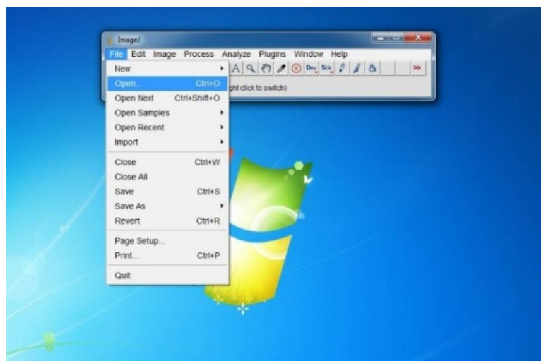 ImageJ
File Edit Image Process Analyze Plugins Window Help
New
A Dev Stk >>
Open... Ctrl+O
ght click to switch)
Open Next Ctrl+Shift+O
Open Samples
Open Recent
Import
Close Ctrl+W
Close All
Save Ctrl+S
Save As
Revert Ctrl+R
Page Setup...
Print... Ctrl+P
Quit